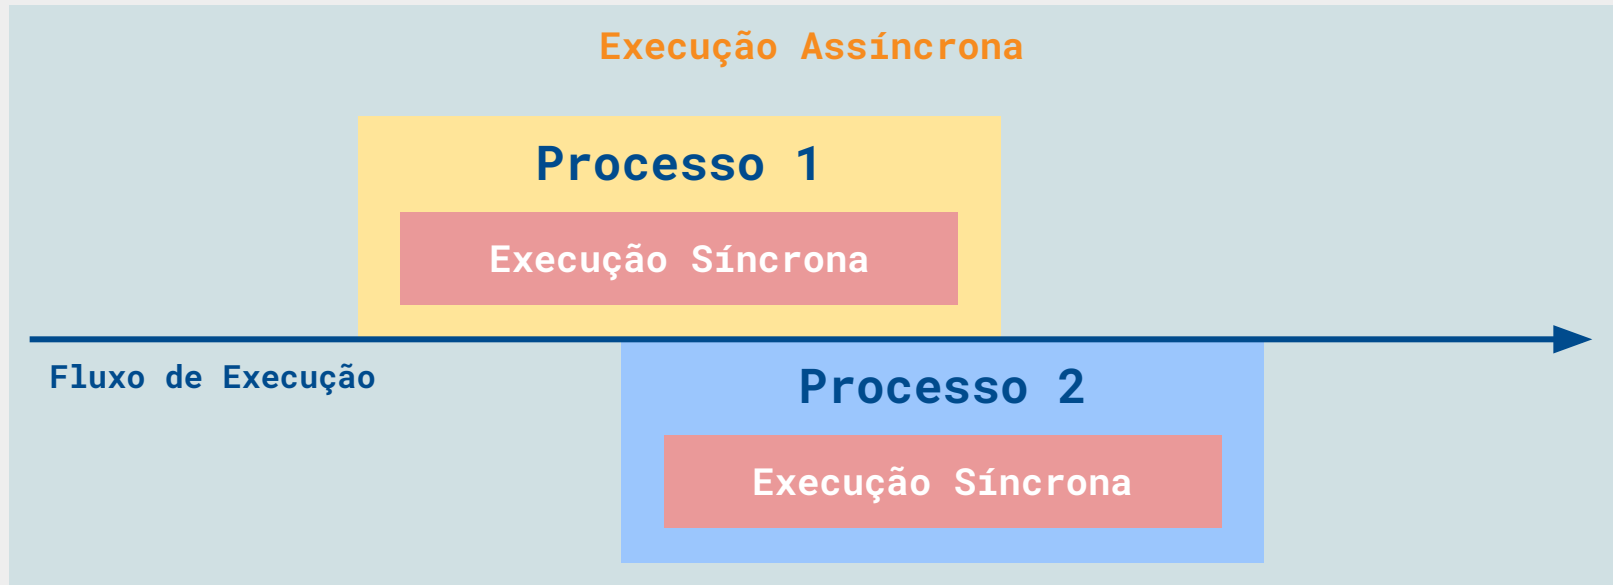 Execução Assíncrona
Processo 1
Execução Síncrona
Fluxo de Execução
Processo 2
Execução Síncrona